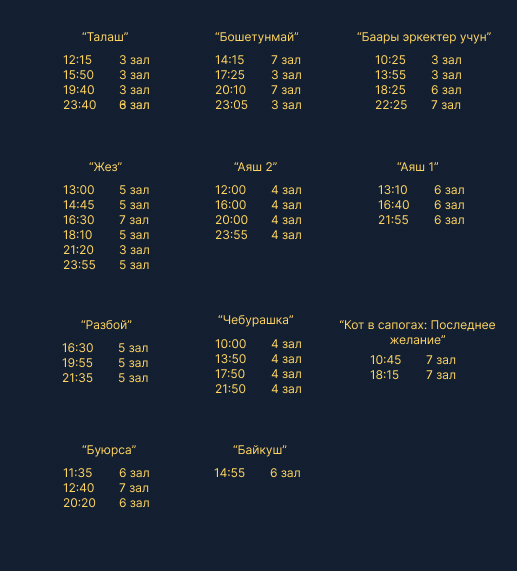 “Талаш”
12:15 3 зал
15:50 3 зал
19:40 3 зал
23:40 зал
“Бошетунмай”
14:15 7 зал
17:25 3 зал
20:10 7 зал
23:05 3 зал
“Баары эркектер учун”
10:25 3 зал
13:55 3 зал
18:25 6 зал
22:25 7 зал
“Жез”
13:00 5 зал
14:45 5 зал
16:30 7 зал
18:10 5 зал
21:20 3 зал
23:55 5 зал
“Аяш 2”
12:00 4 зал
16:00 4 зал
20:00 4 зал
23:55 4 зал
“Аяш 1”
13:10 6 зал
16:40 6 зал
21:55 6 зал
“Разбой”
16:30 5 зал
19:55 5 зал
21:35 5 зал
“Чебурашка”
10:00 4 зал
13:50 4 зал
17:50 4 зал
21:50 4 зал
“Кот в сапогах: Последнее
желание”
10:45 7 зал
18:15 7 зал
“Буюрса”
11:35 6 зал
12:40 7 зал
20:20 6 зал
“Байкуш”
14:55 6 зал